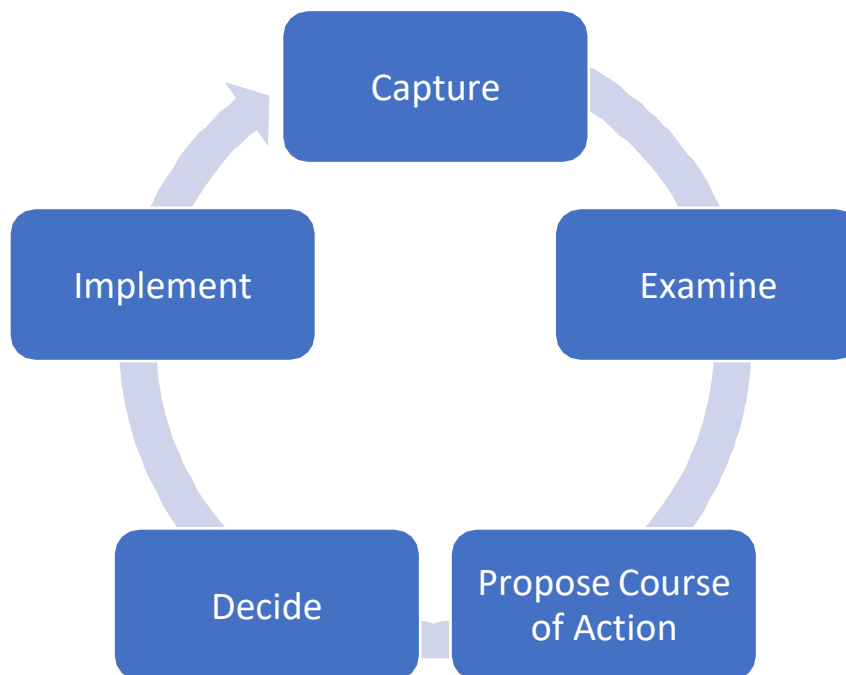 Capture
Examine
Propose Course
of Action
Decide
Implement